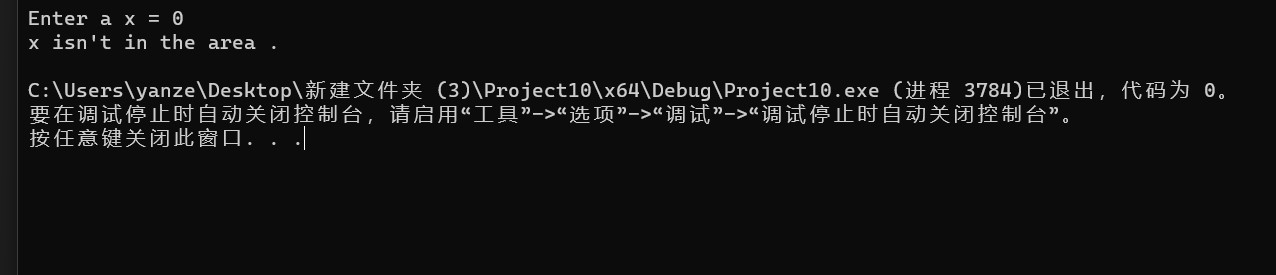 Enter a x = 0
x isn't in the area .
C:\Users\yanze\Desktop\新建文件夹 (3)\Project10\x64\Debug\Project10.exe (进程 3784)已退出，代码为 0。
要在调试停止时自动关闭控制台，请启用“工具”->“选项”->“调试”->“调试停止时自动关闭控制台”。
按任意键关闭此窗口. . .